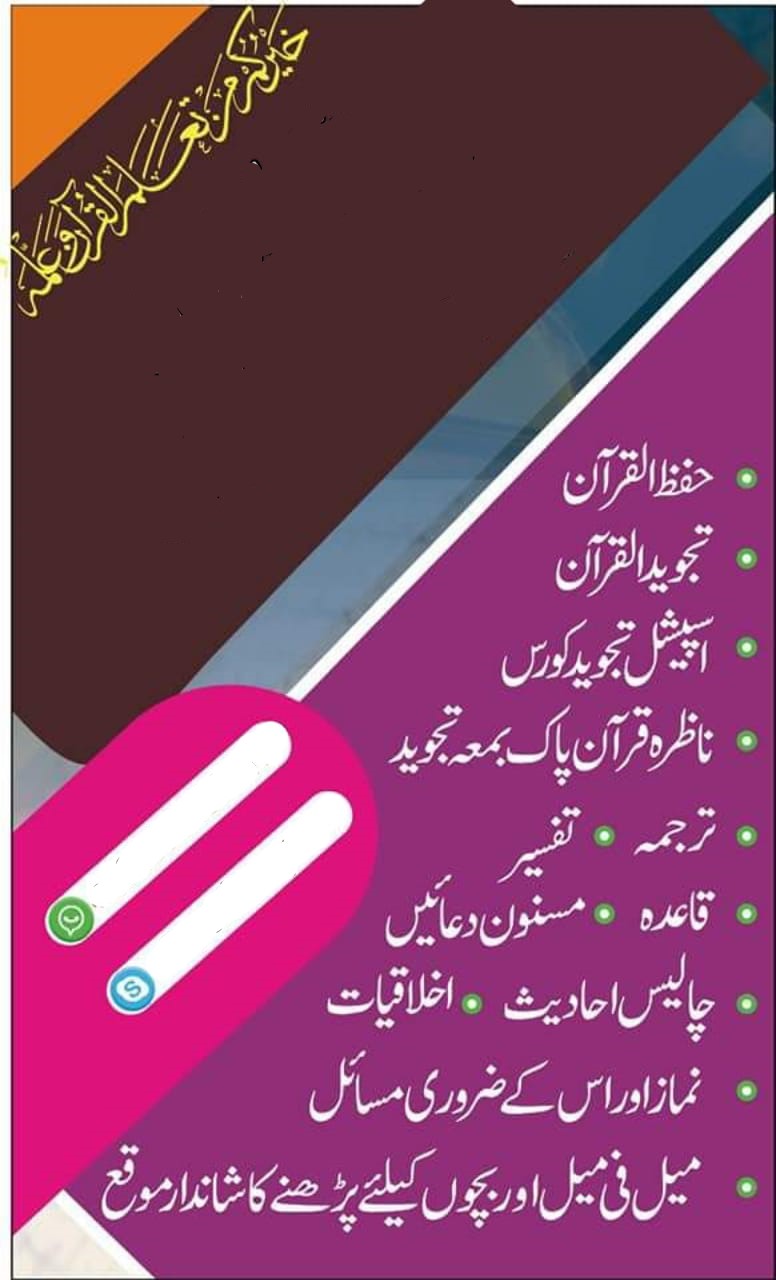 خیرکم من تعلم القرآن و علمہ
حفظ القرآن
تجوید القرآن
اسپیشل تجوید کورس
ناظرہ قرآن پاک بمعہ تجوید
ترجمہ • تفسیر
قاعدہ • مسنون دعائیں
چالیس احادیث • اخلاقیات
نماز اور اس کے ضروری مسائل
میل فی میل اور بچوں کیلئے پڑھنے کا شاندار موقع